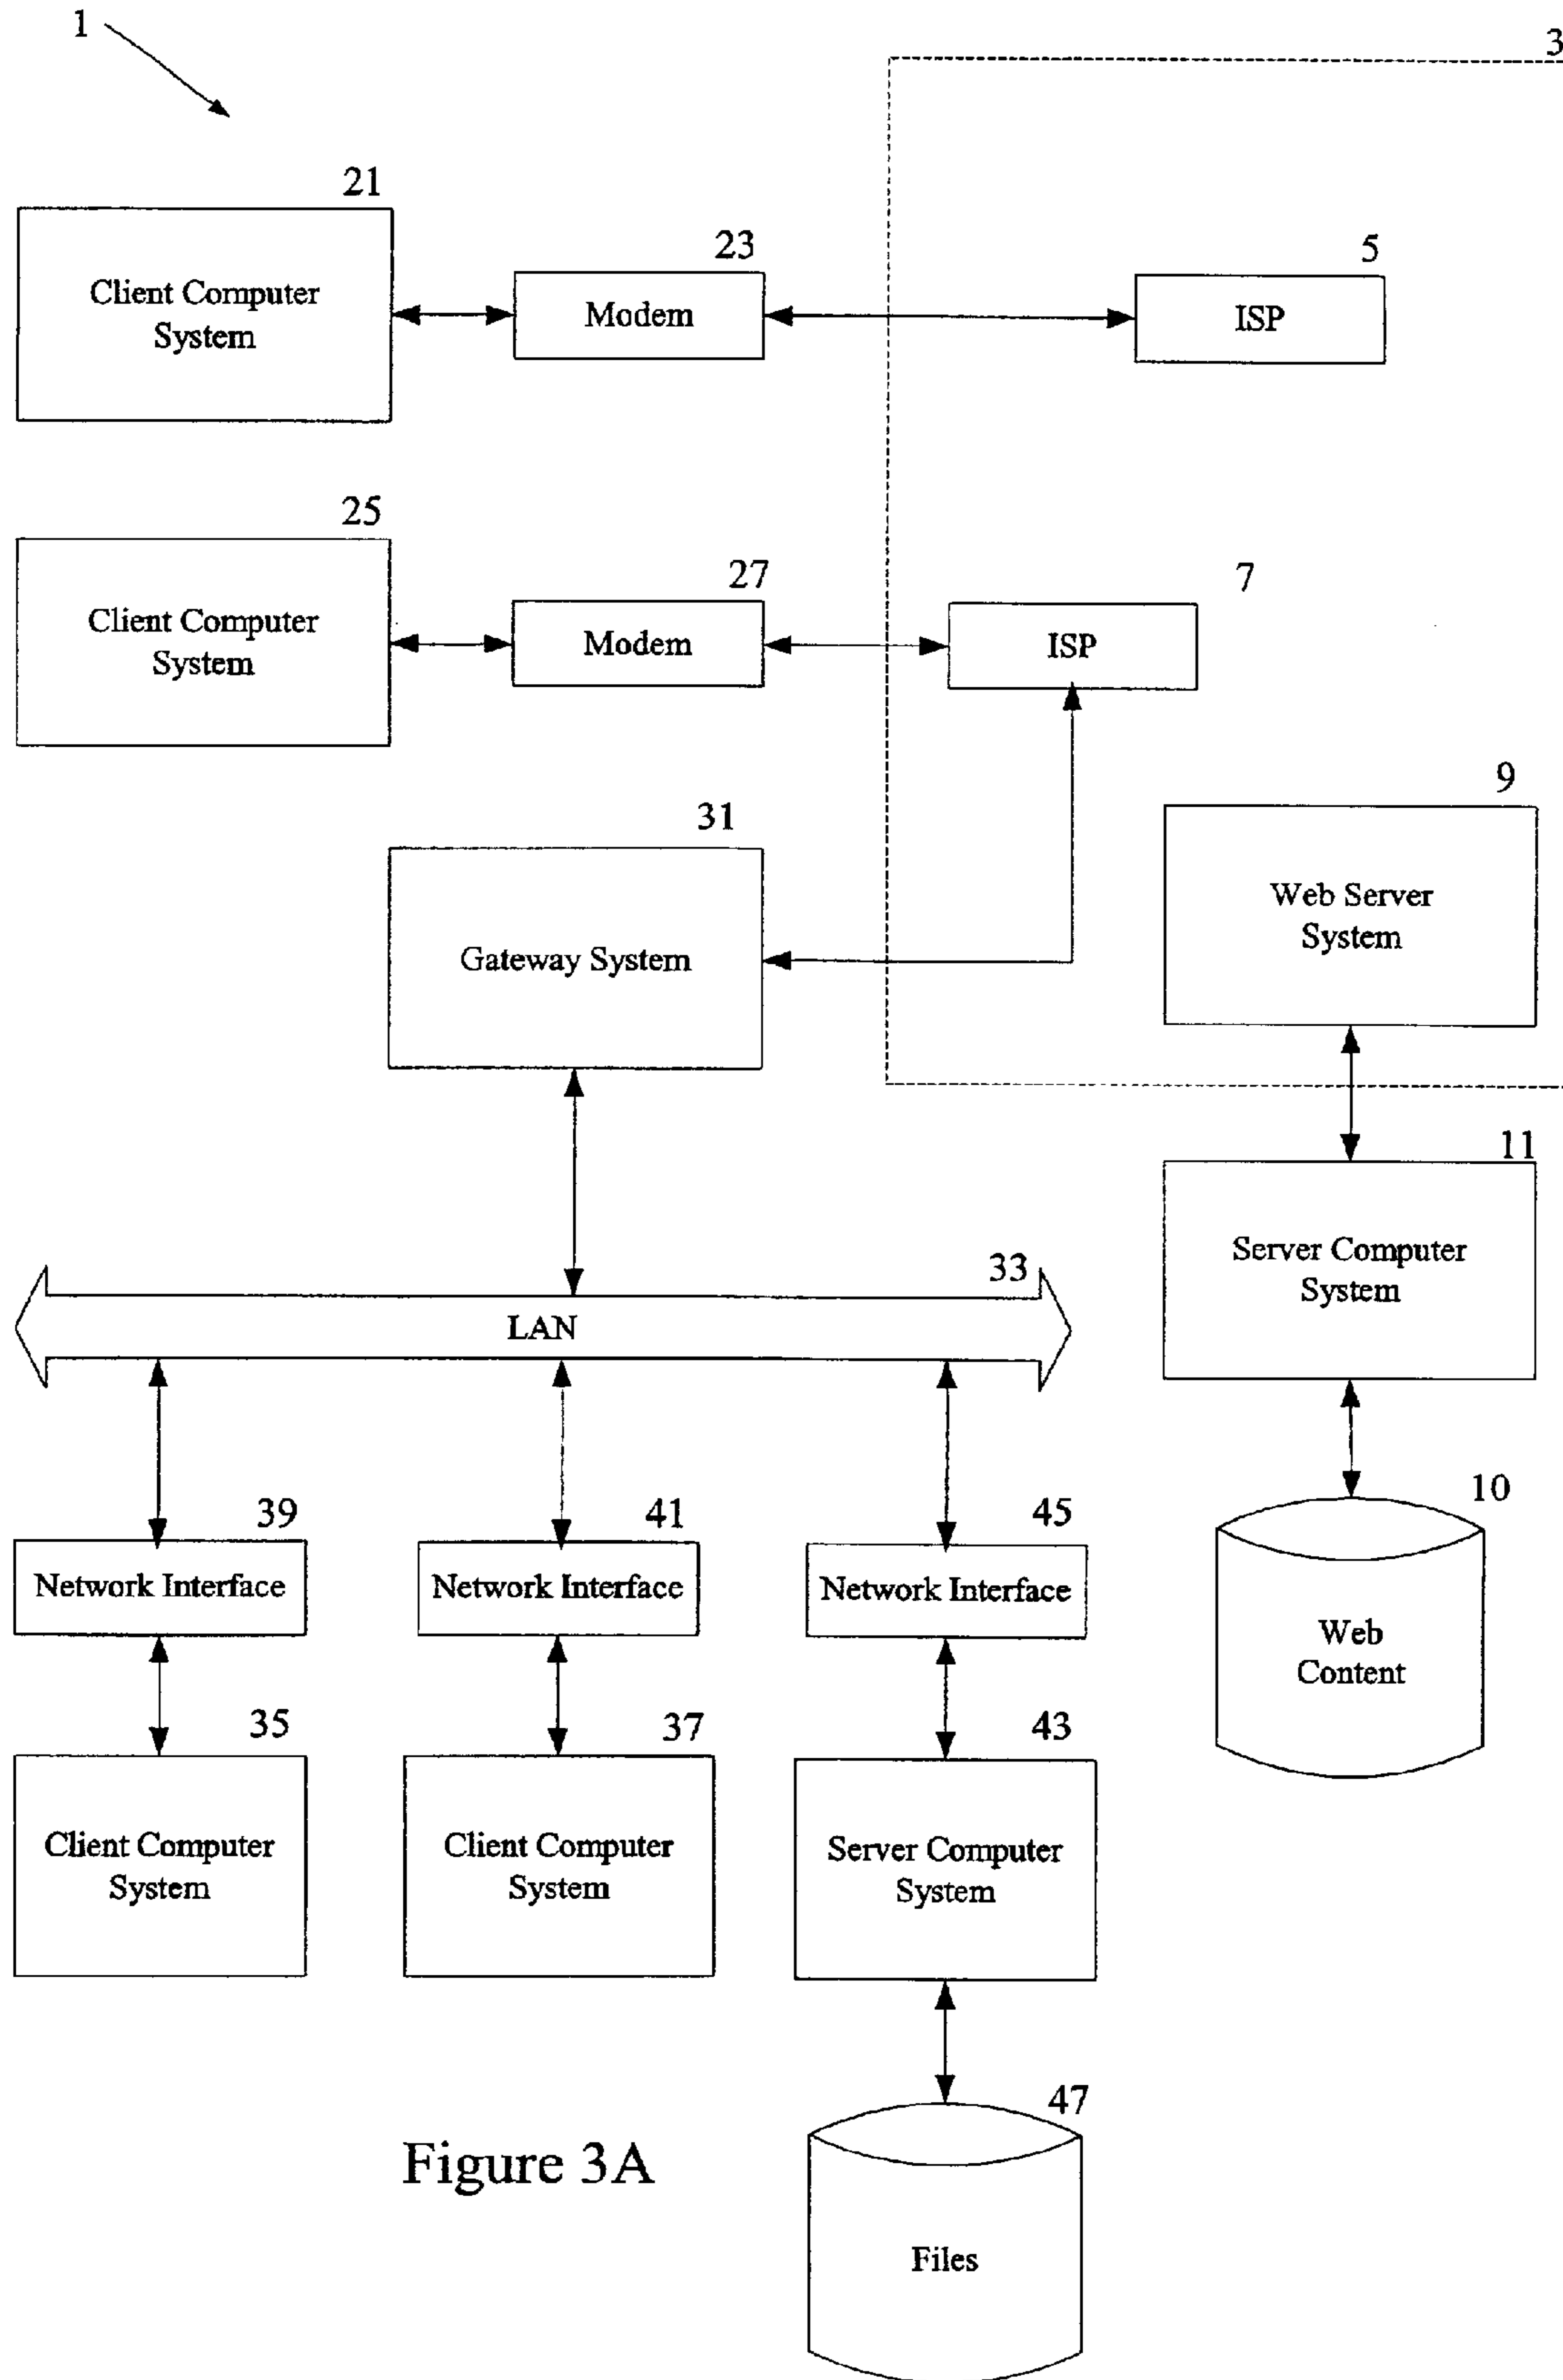 1
3
21
Client Computer
System
23
Modem
5
ISP
25
Client Computer
System
27
Modem
7
ISP
31
Gateway System
9
Web Server
System
11
Server Computer
System
33
LAN
10
Web
Content
39
Network Interface
41
Network Interface
45
Network Interface
35
Client Computer
System
37
Client Computer
System
43
Server Computer
System
47
Files
Figure 3A